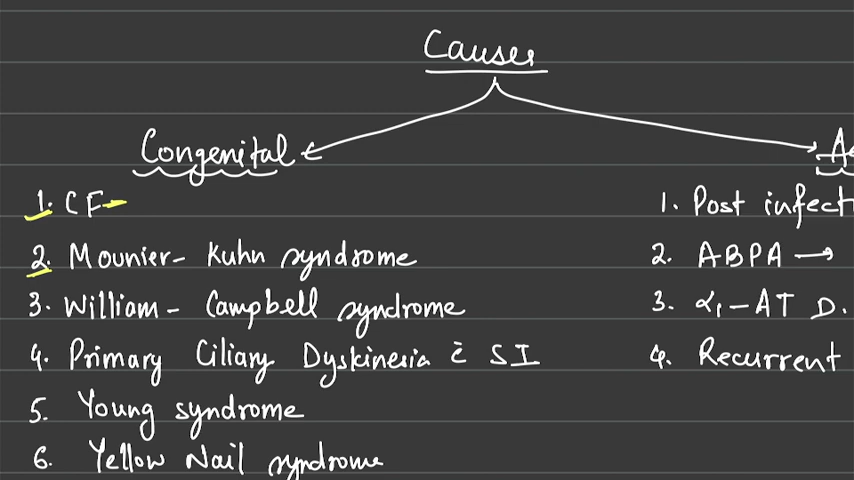 Causes
Congenital
1. CF-
2. Mounier- Kuhn syndrome
3. William- Campbell syndrome
4. Primary Ciliary Dyskinesia c̄ SI
5. Young syndrome
6. Yellow Nail syndrome
A
1. Post infect
2. ABPA →
3. α₁-AT D.
4. Recurrent